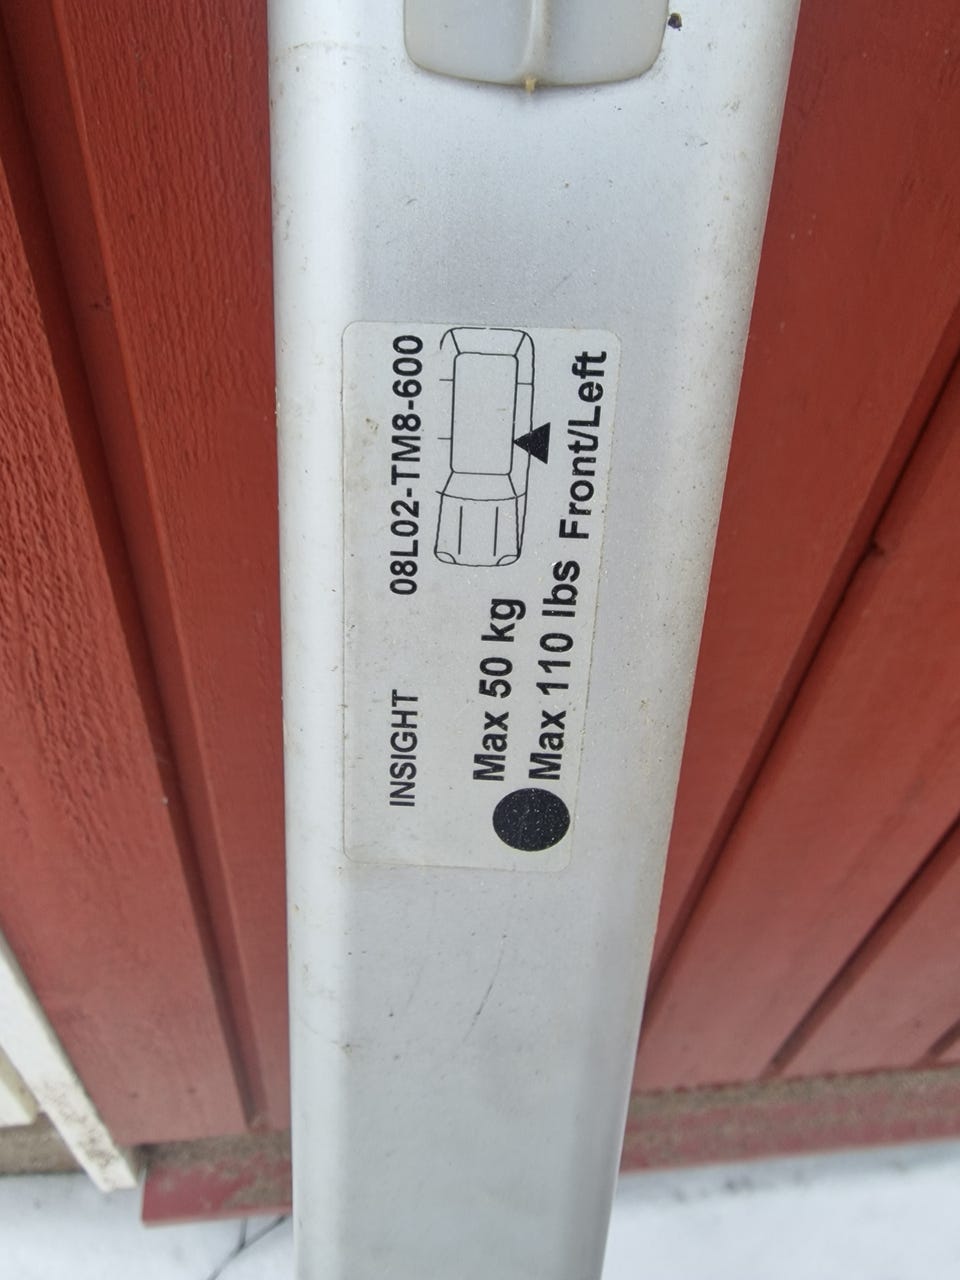 INSIGHT 08L02-TM8-600
Max 50 kg
Max 110 lbs Front/Left